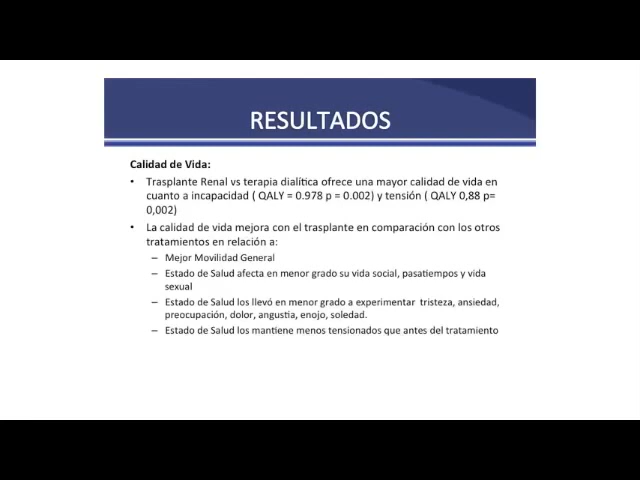 RESULTADOS
Calidad de Vida:
• Trasplante Renal vs terapia dialítica ofrece una mayor calidad de vida en
cuanto a incapacidad ( QALY = 0.978 p = 0.002) y tensión ( QALY 0,88 p=
0,002)
• La calidad de vida mejora con el trasplante en comparación con los otros
tratamientos en relación a:
– Mejor Movilidad General
– Estado de Salud afecta en menor grado su vida social, pasatiempos y vida
sexual
– Estado de Salud los llevó en menor grado a experimentar tristeza, ansiedad,
preocupación, dolor, angustia, enojo, soledad.
– Estado de Salud los mantiene menos tensionados que antes del tratamiento